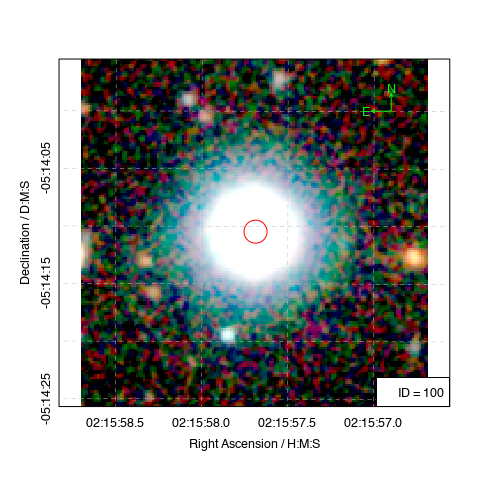 N
E
-05:14:05
-05:14:15
-05:14:25
Declination / D:M:S
ID = 100
02:15:58.5 02:15:58.0 02:15:57.5 02:15:57.0
Right Ascension / H:M:S